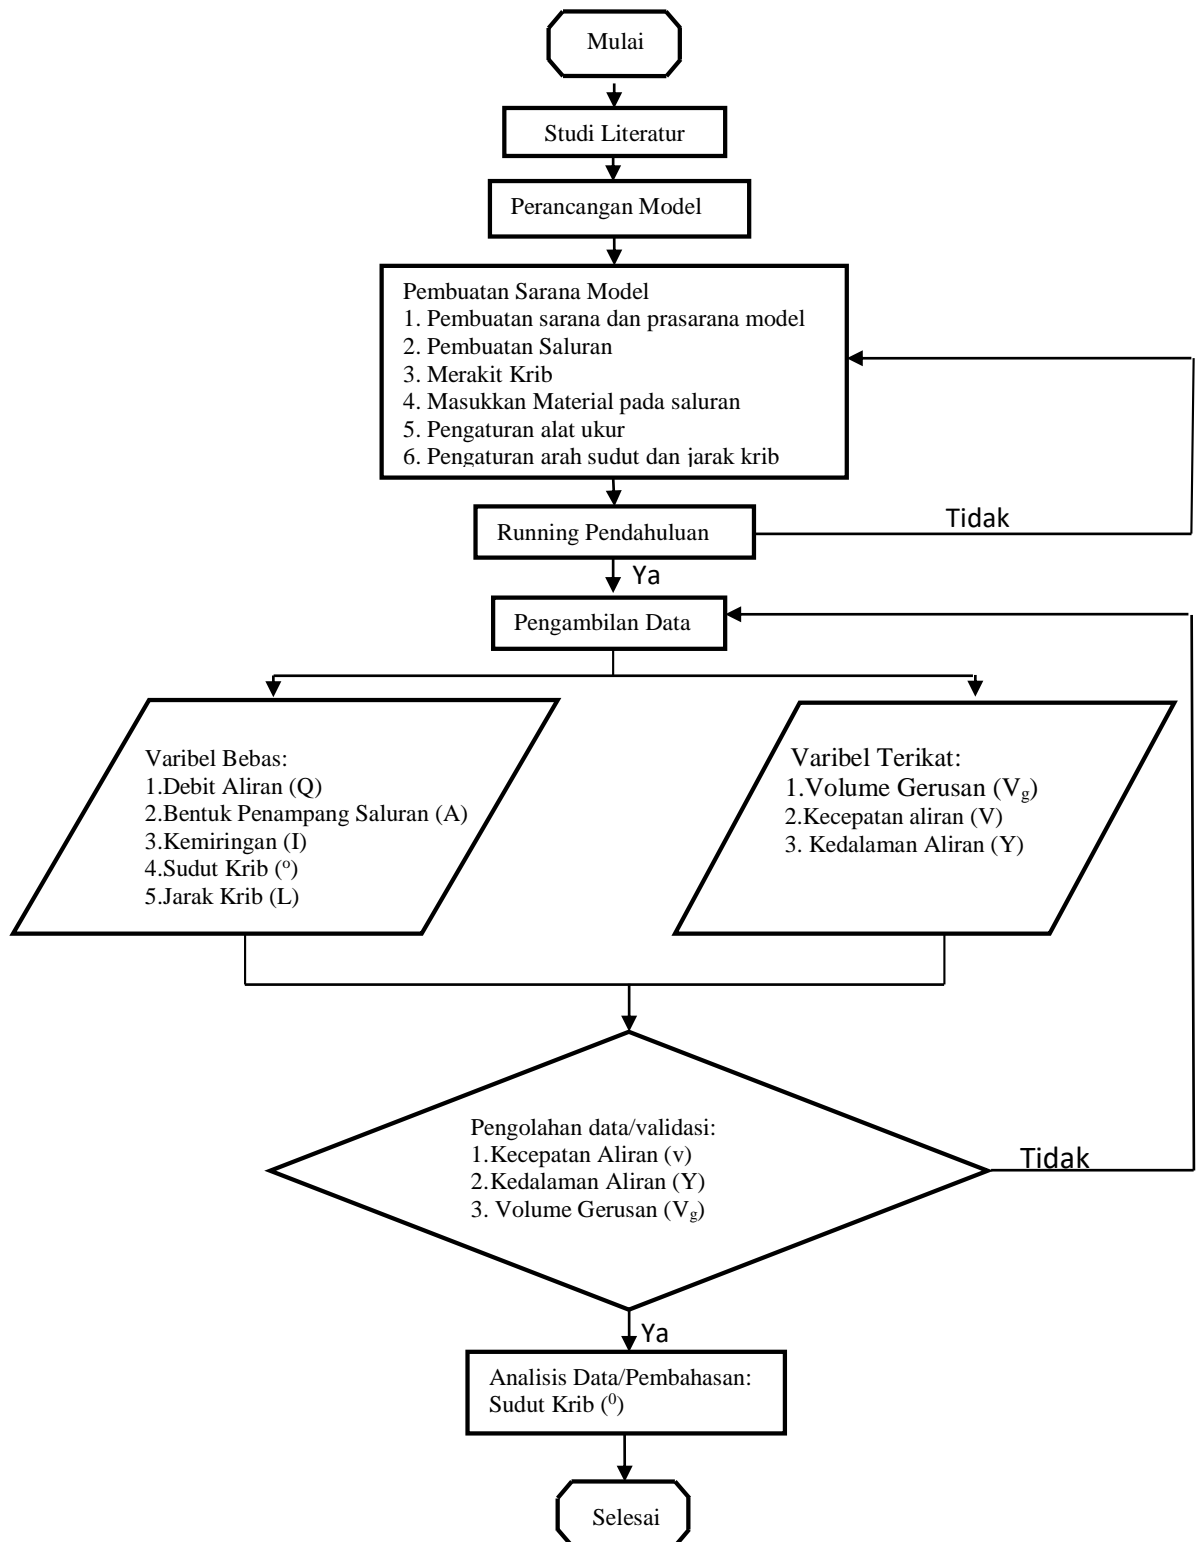 Mulai
Studi Literatur
Perancangan Model
Pembuatan Sarana Model
1. Pembuatan sarana dan prasarana model
2. Pembuatan Saluran
3. Merakit Krib
4. Masukkan Material pada saluran
5. Pengaturan alat ukur
6. Pengaturan arah sudut dan jarak krib
Running Pendahuluan
Tidak
Ya
Pengambilan Data
Varibel Bebas:
1.Debit Aliran (Q)
2.Bentuk Penampang Saluran (A)
3.Kemiringan (I)
4.Sudut Krib (º)
5.Jarak Krib (L)
Varibel Terikat:
1.Volume Gerusan (Vg)
2.Kecepatan aliran (V)
3. Kedalaman Aliran (Y)
Pengolahan data/validasi:
1.Kecepatan Aliran (v)
2.Kedalaman Aliran (Y)
3. Volume Gerusan (Vg)
Tidak
Ya
Analisis Data/Pembahasan:
Sudut Krib (⁰)
Selesai